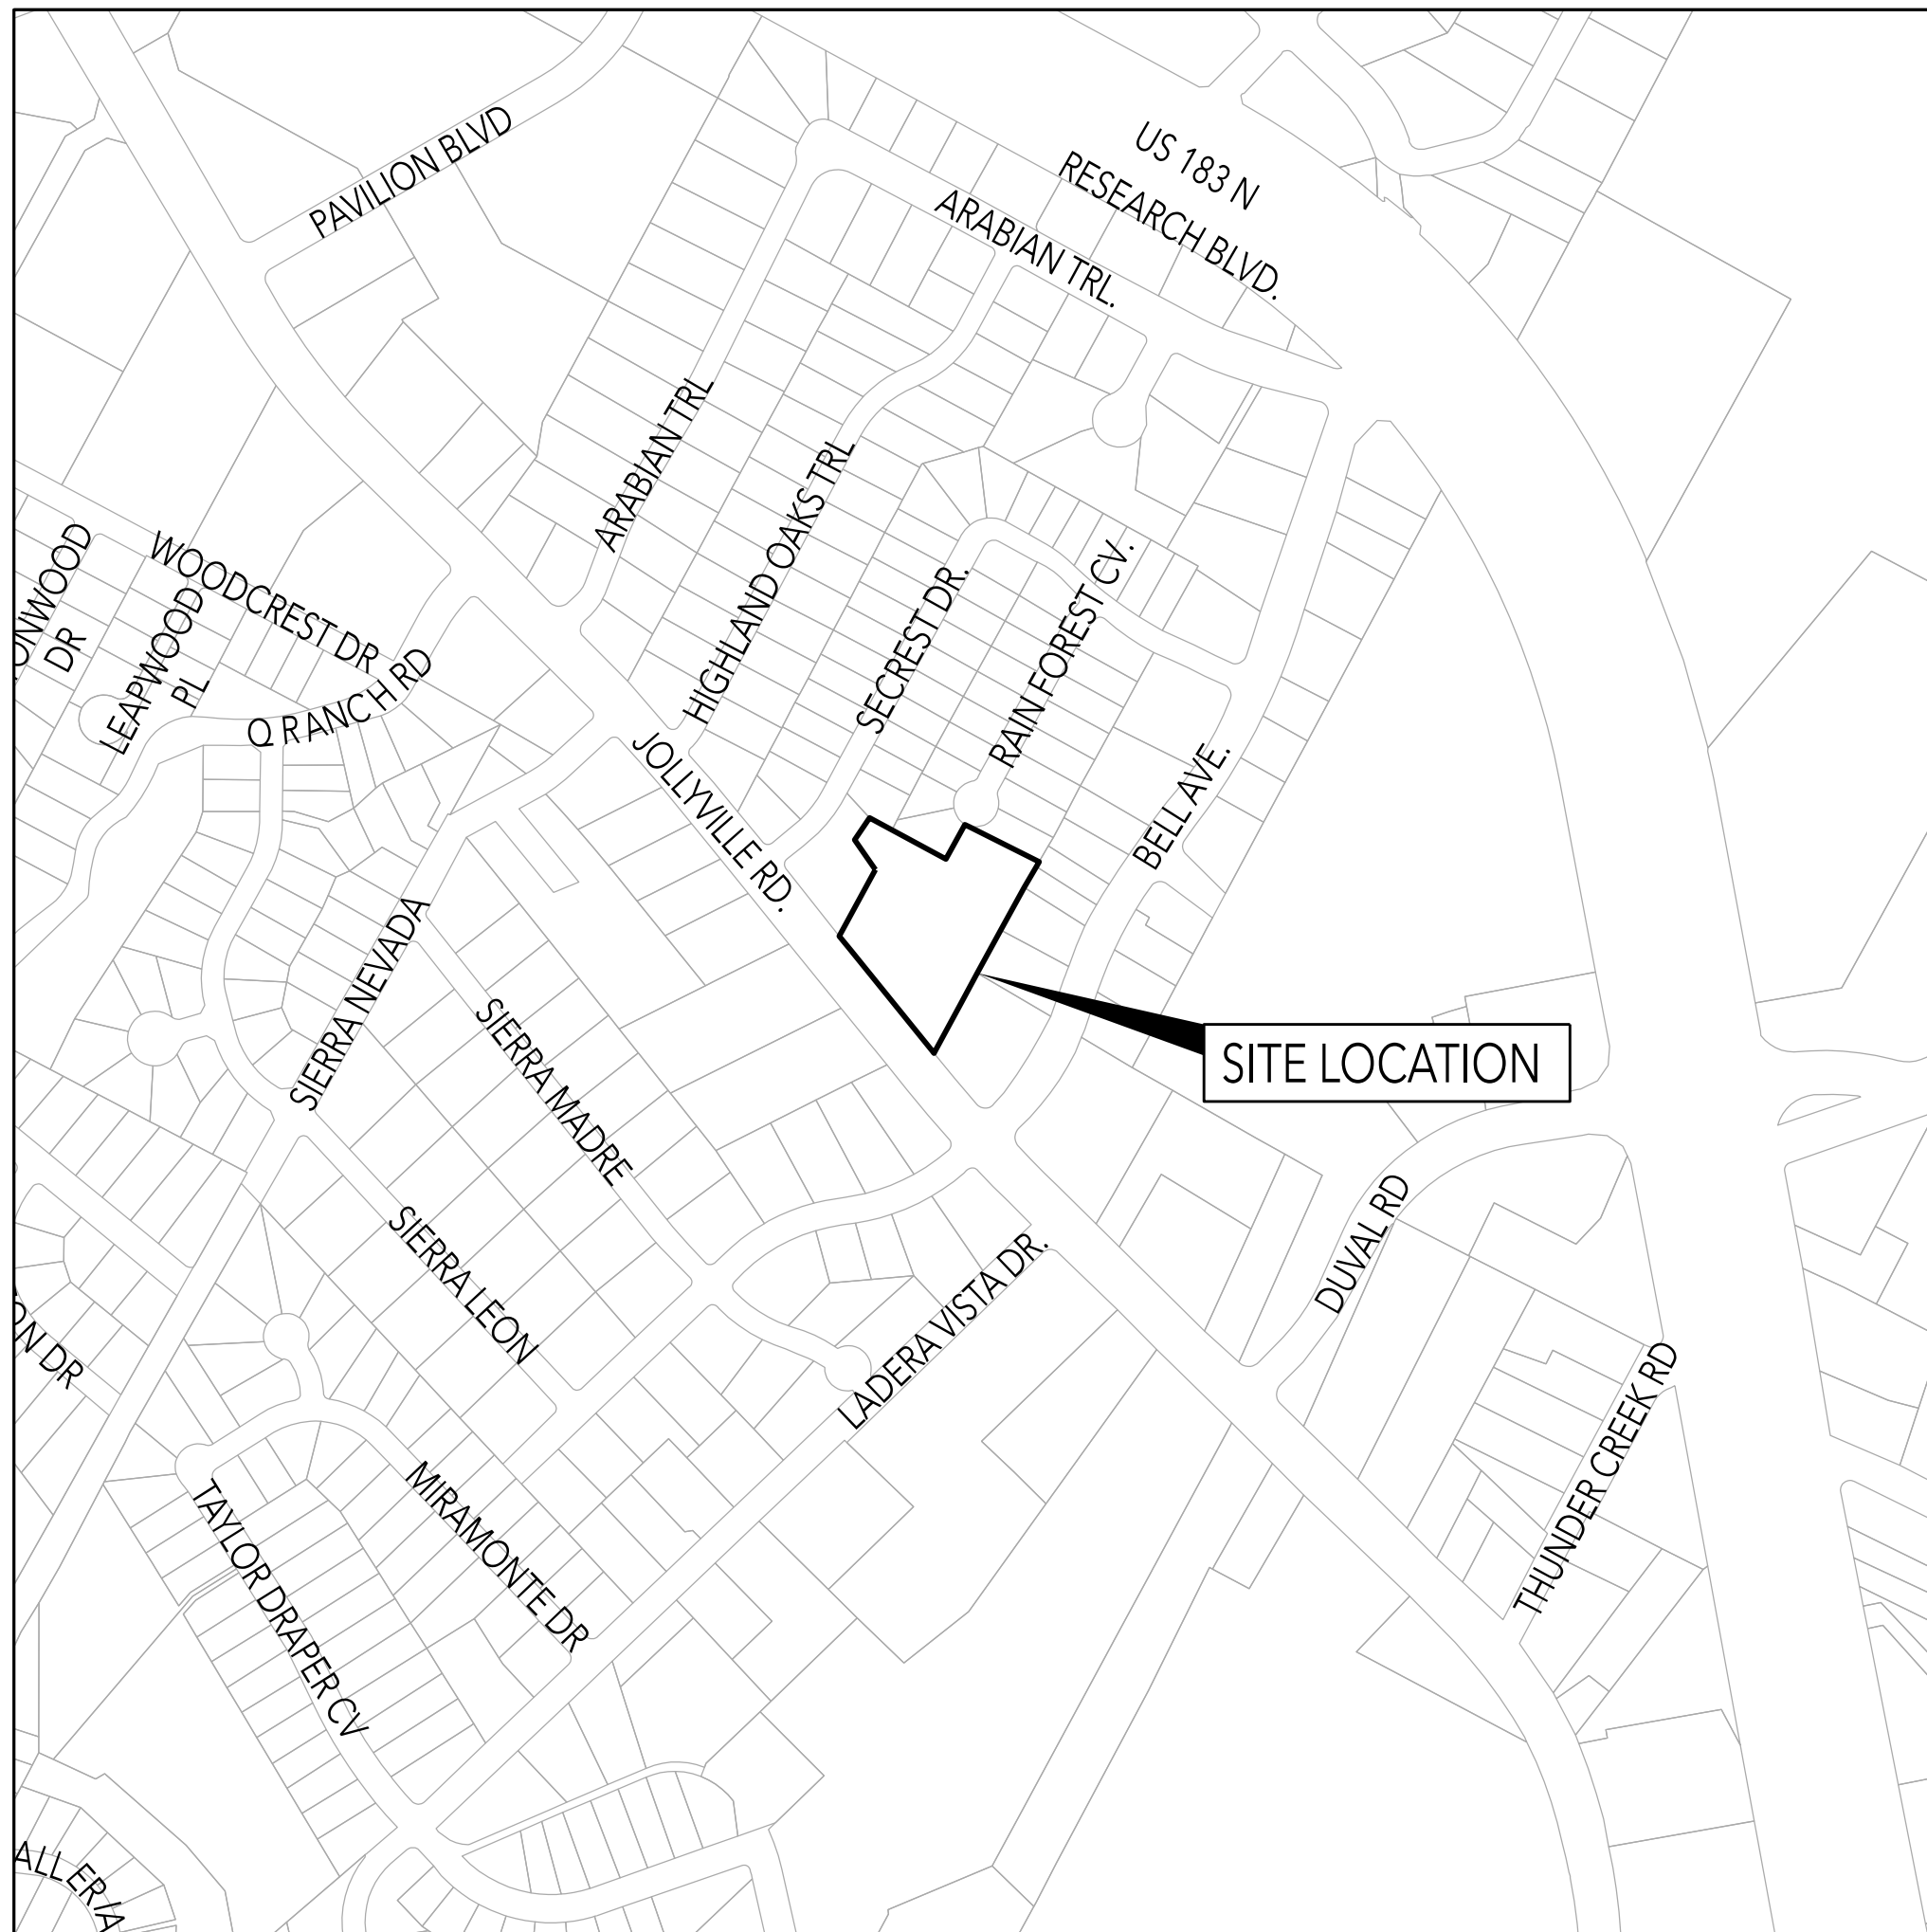 PAVILION BLVD
US 183 N
RESEARCH BLVD.
ARABIAN TRL.
ARABIAN TRL
HIGHLAND OAKS TRL
WOODCREST DR
DR
LEAPWOOD
PL
Q RANCH RD
SECREST DR.
RAIN FOREST CV.
JOLLYVILLE RD.
BELL AVE.
SIERRA NEVADA
SIERRA MADRE
SITE LOCATION
SIERRA LEON
DUVAL RD
LADERA VISTA DR.
DR
THUNDER CREEK RD
MIRAMONTE DR
TAYLOR DRAPER CV